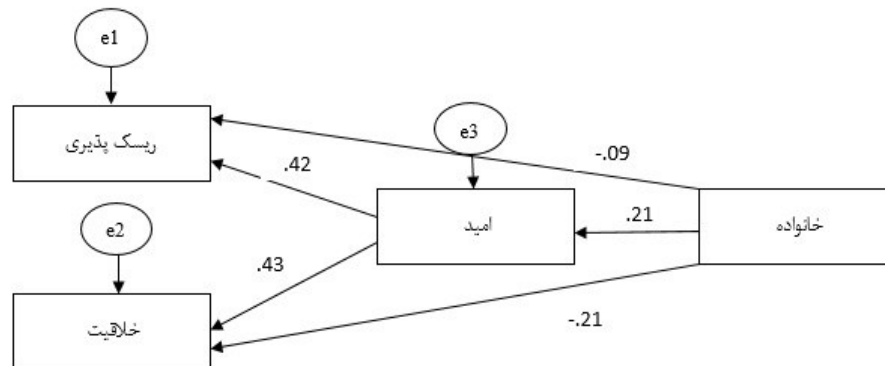 e1
ریسک پذیری
e3
-.09
.42
امید
.21
خانواده
e2
.43
خلاقیت
-.21